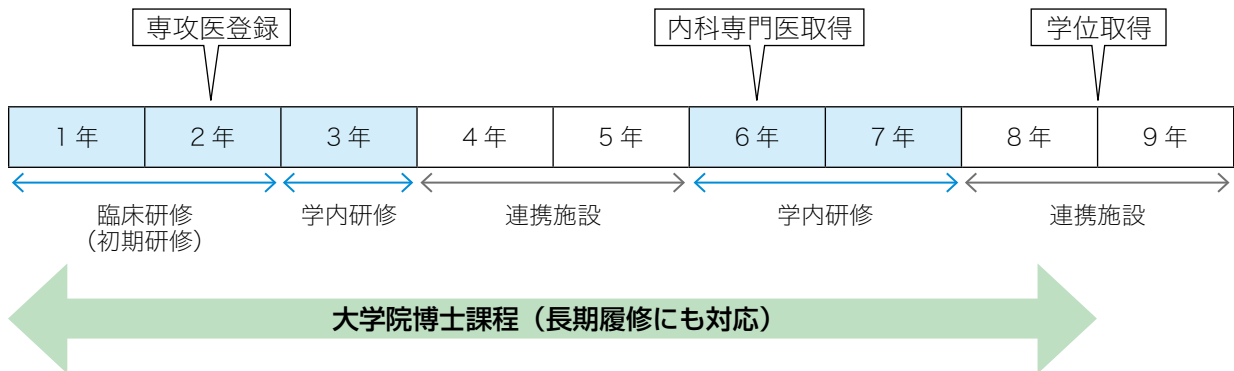 専攻医登録
内科専門医取得
学位取得
1 年
2 年
3 年
4 年
5 年
6 年
7 年
8 年
9 年
臨床研修
（初期研修）
学内研修
連携施設
学内研修
連携施設
大学院博士課程（長期履修にも対応）